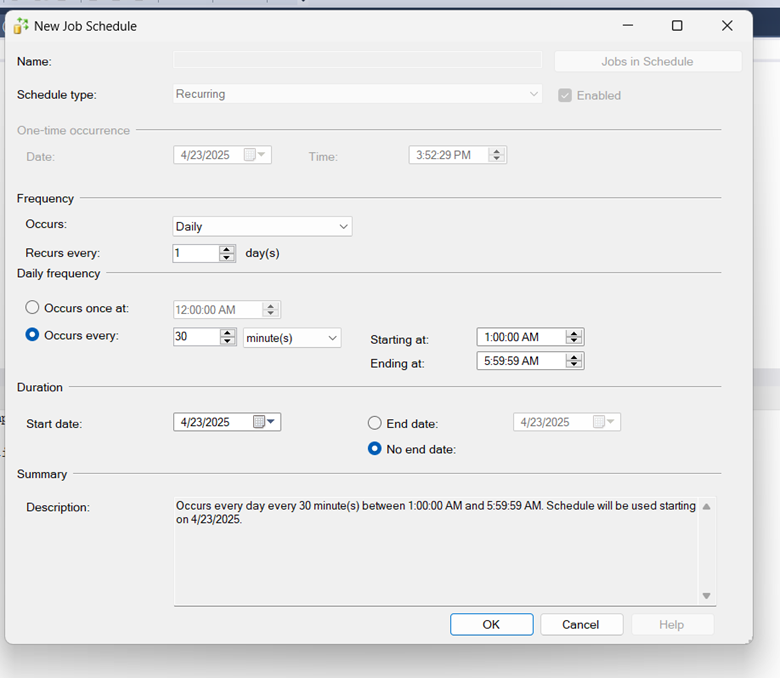 New Job Schedule
Name:
Jobs in Schedule
Schedule type: Recurring Enabled
One-time occurrence
Date: 4/23/2025 Time: 3:52:29 PM
Frequency
Occurs: Daily
Recurs every: 1 day(s)
Daily frequency
Occurs once at: 12:00:00 AM
Occurs every: 30 minute(s) Starting at: 1:00:00 AM
Ending at: 5:59:59 AM
Duration
Start date: 4/23/2025 End date: 4/23/2025
No end date:
Summary
Description: Occurs every day every 30 minute(s) between 1:00:00 AM and 5:59:59 AM. Schedule will be used starting
on 4/23/2025.
OK Cancel Help